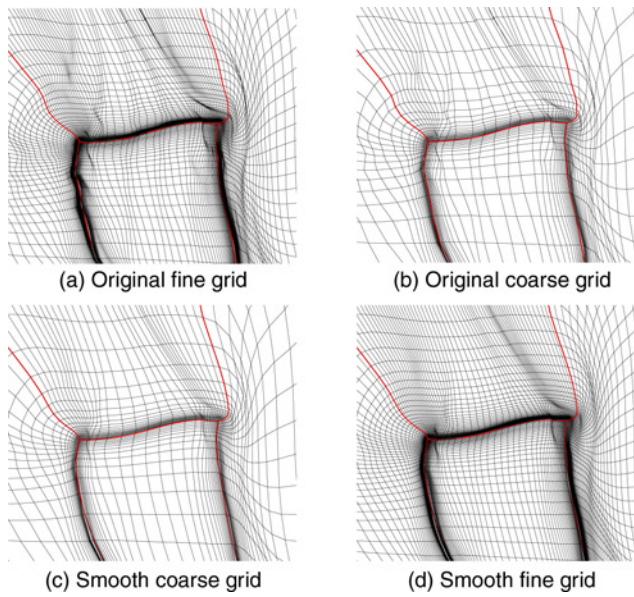 (a) Original fine grid
(b) Original coarse grid
(c) Smooth coarse grid
(d) Smooth fine grid